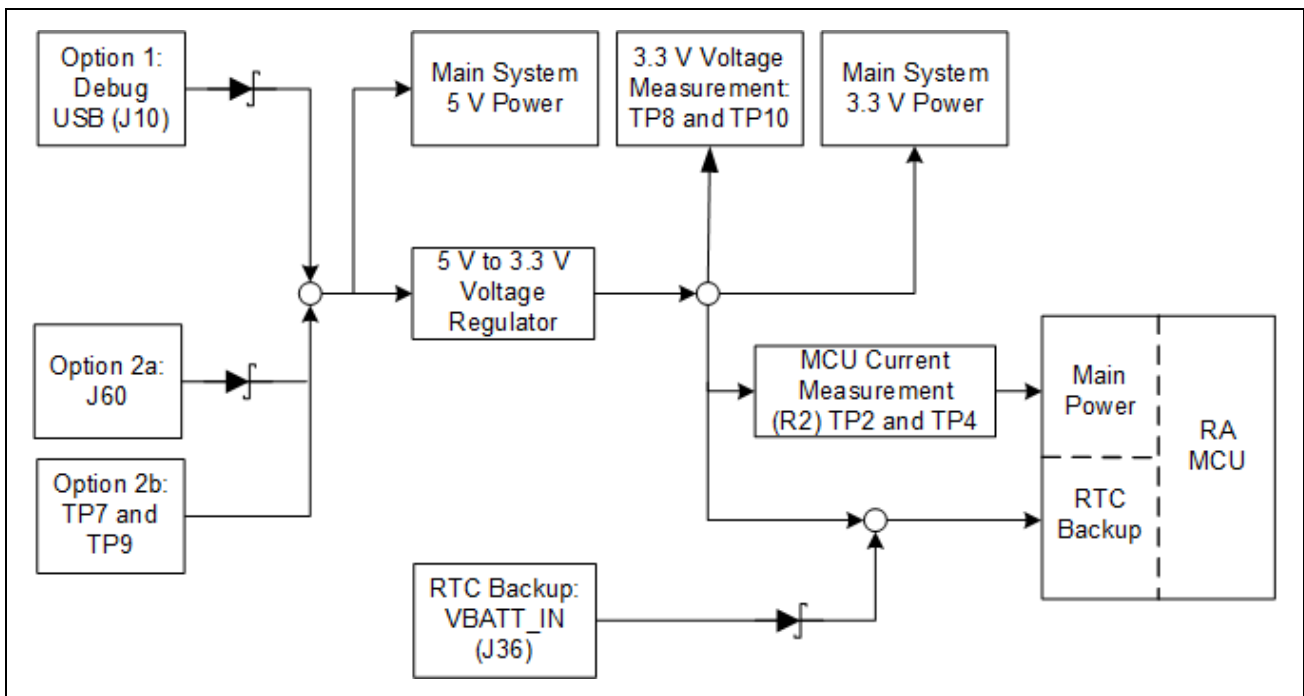 Option 1:
Debug
USB (J10)
Main System
5 V Power
3.3 V Voltage
Measurement:
TP8 and TP10
Main System
3.3 V Power
5 V to 3.3 V
Voltage
Regulator
Option 2a:
J60
MCU Current
Measurement
(R2) TP2 and TP4
Main
Power
RA
MCU
Option 2b:
TP7 and
TP9
RTC
Backup
RTC Backup:
VBATT_IN
(J36)